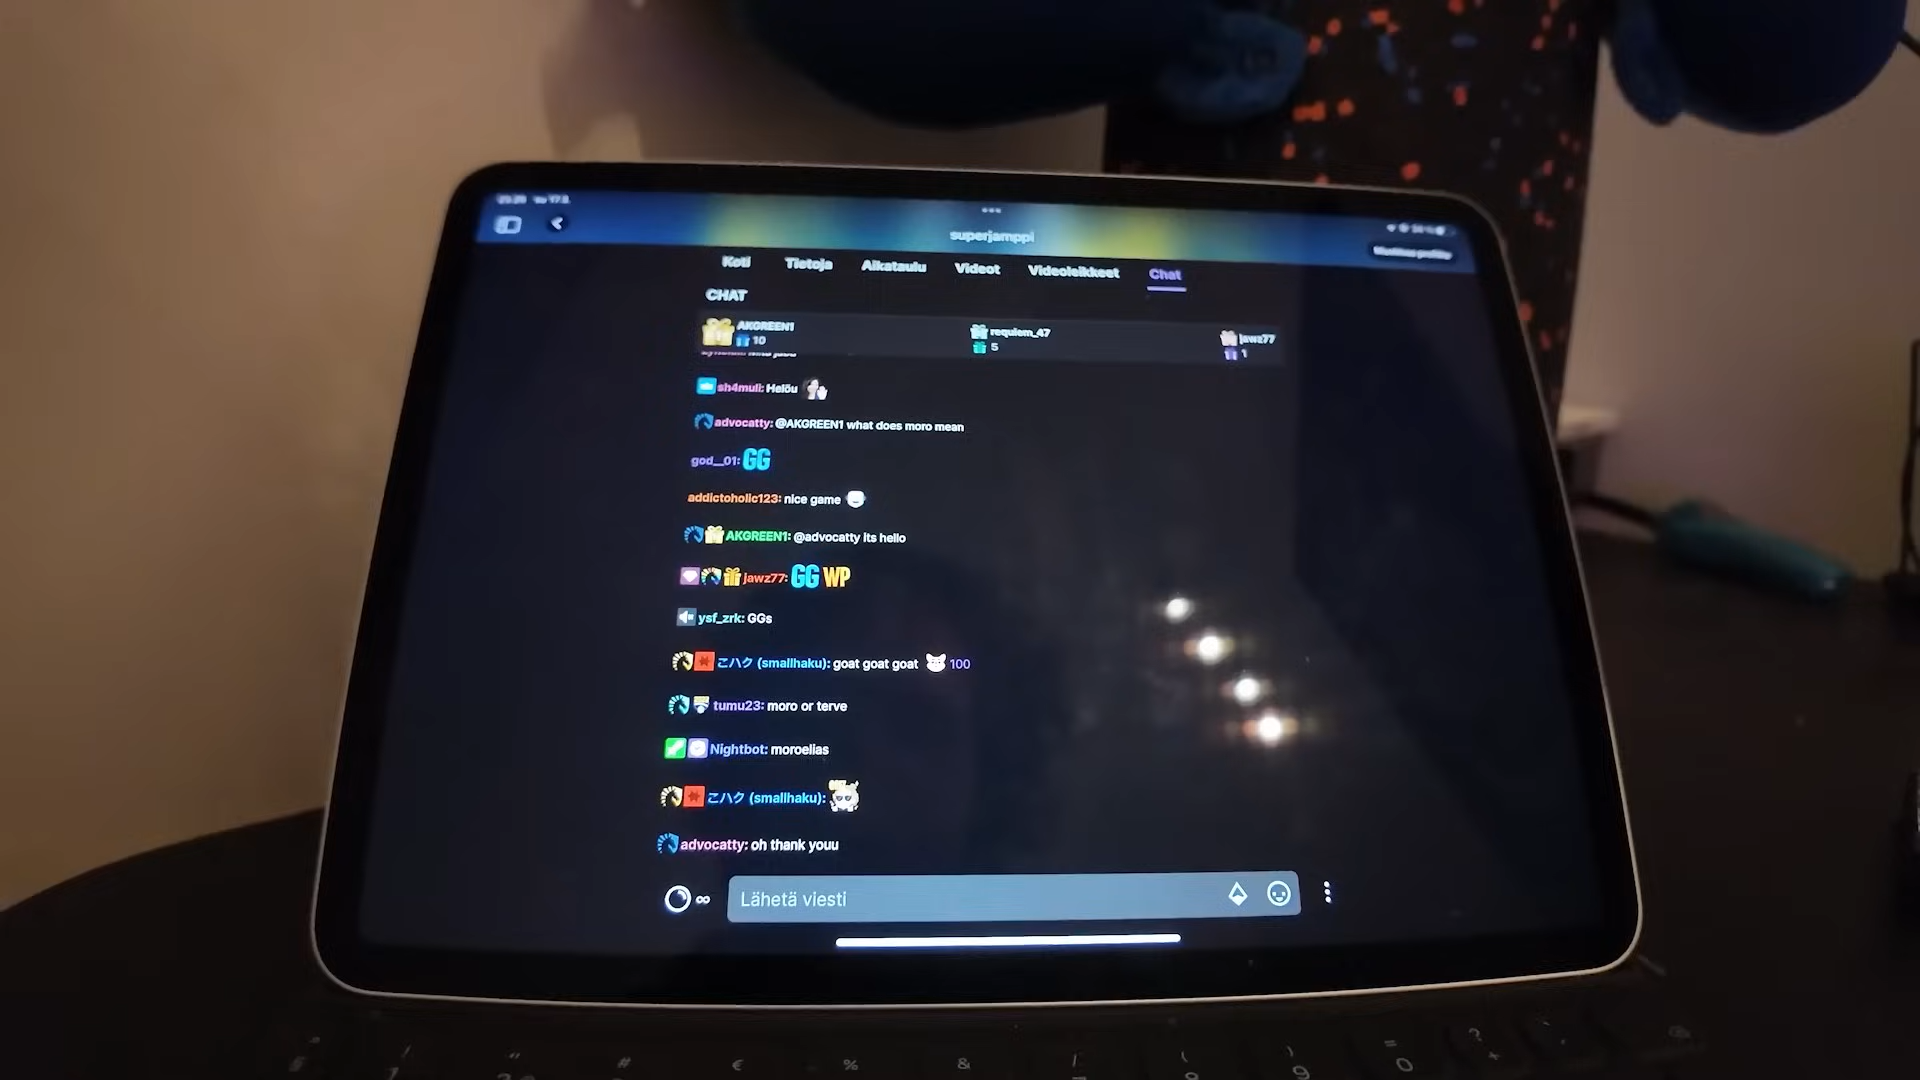 superjamppi
Koti Tietoja Aikataulu Videot Videoleikkeet Chat
CHAT
AKGREEN1 requiem_47 jawz77
10 5 1
sh4muli: Helõu
advocatty: @AKGREEN1 what does moro mean
god__01: GG
addictoholic123: nice game
AKGREEN1: @advocatty its hello
jawz77: GG WP
ysf_zrk: GGs
こハク (smallhaku): goat goat goat 100
tumu23: moro or terve
Nightbot: moroelias
こハク (smallhaku):
advocatty: oh thank youu
Lähetä viesti
# € % & / ( ) = ?